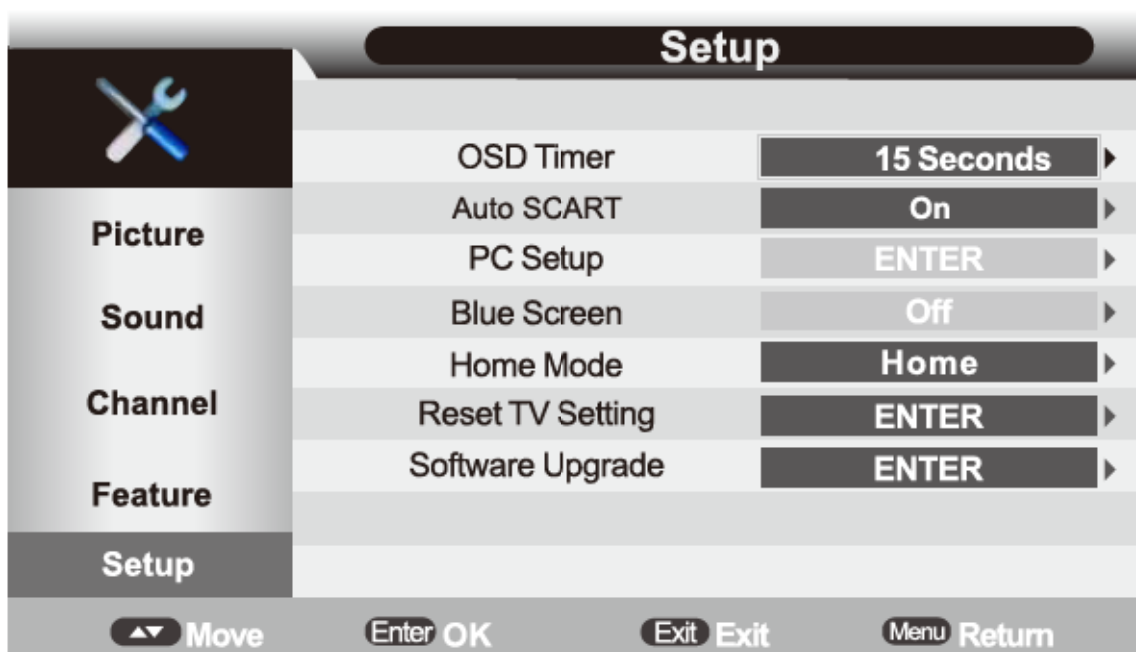 Setup
OSD Timer 15 Seconds
Auto SCART On
PC Setup ENTER
Blue Screen Off
Home Mode Home
Reset TV Setting ENTER
Software Upgrade ENTER
Picture
Sound
Channel
Feature
Setup
Move Enter OK Exit Exit Menu Return